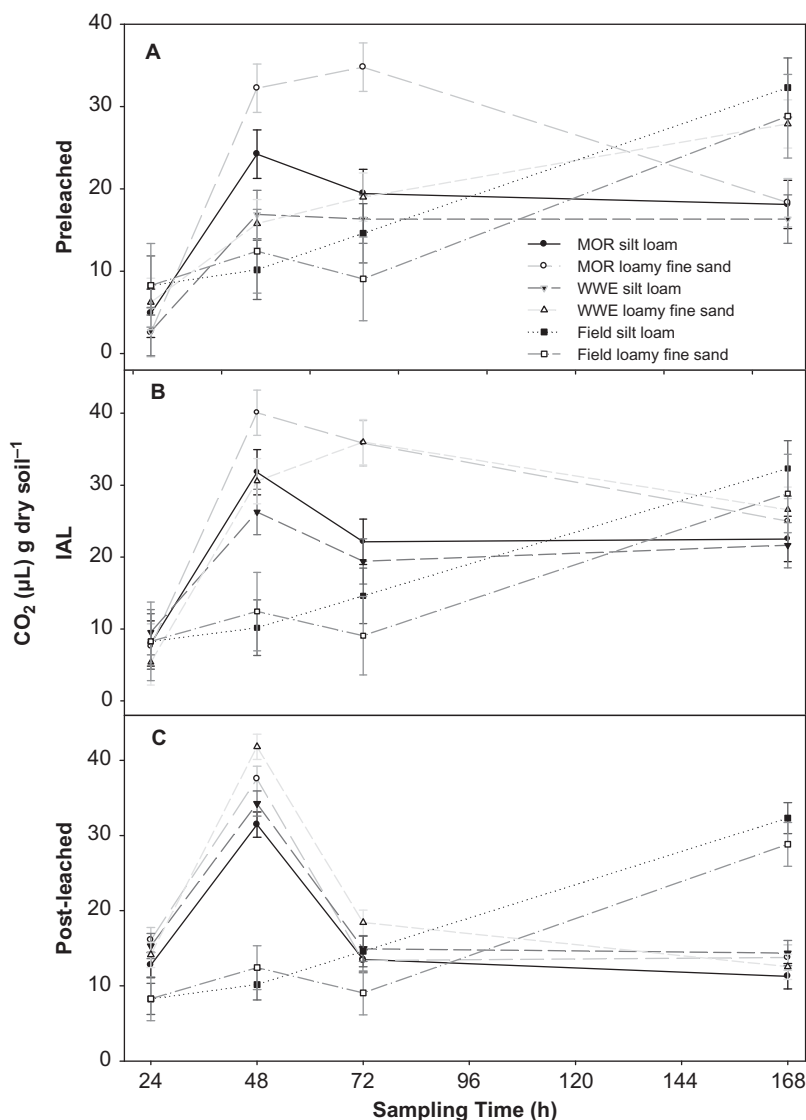 CO₂ (µL) g dry soil⁻¹
Preleached
40
30
20
10
0
A
MOR silt loam
MOR loamy fine sand
WWE silt loam
WWE loamy fine sand
Field silt loam
Field loamy fine sand
IAL
40
30
20
10
0
B
Post-leached
40
30
20
10
0
C
24 48 72 96 120 144 168
Sampling Time (h)